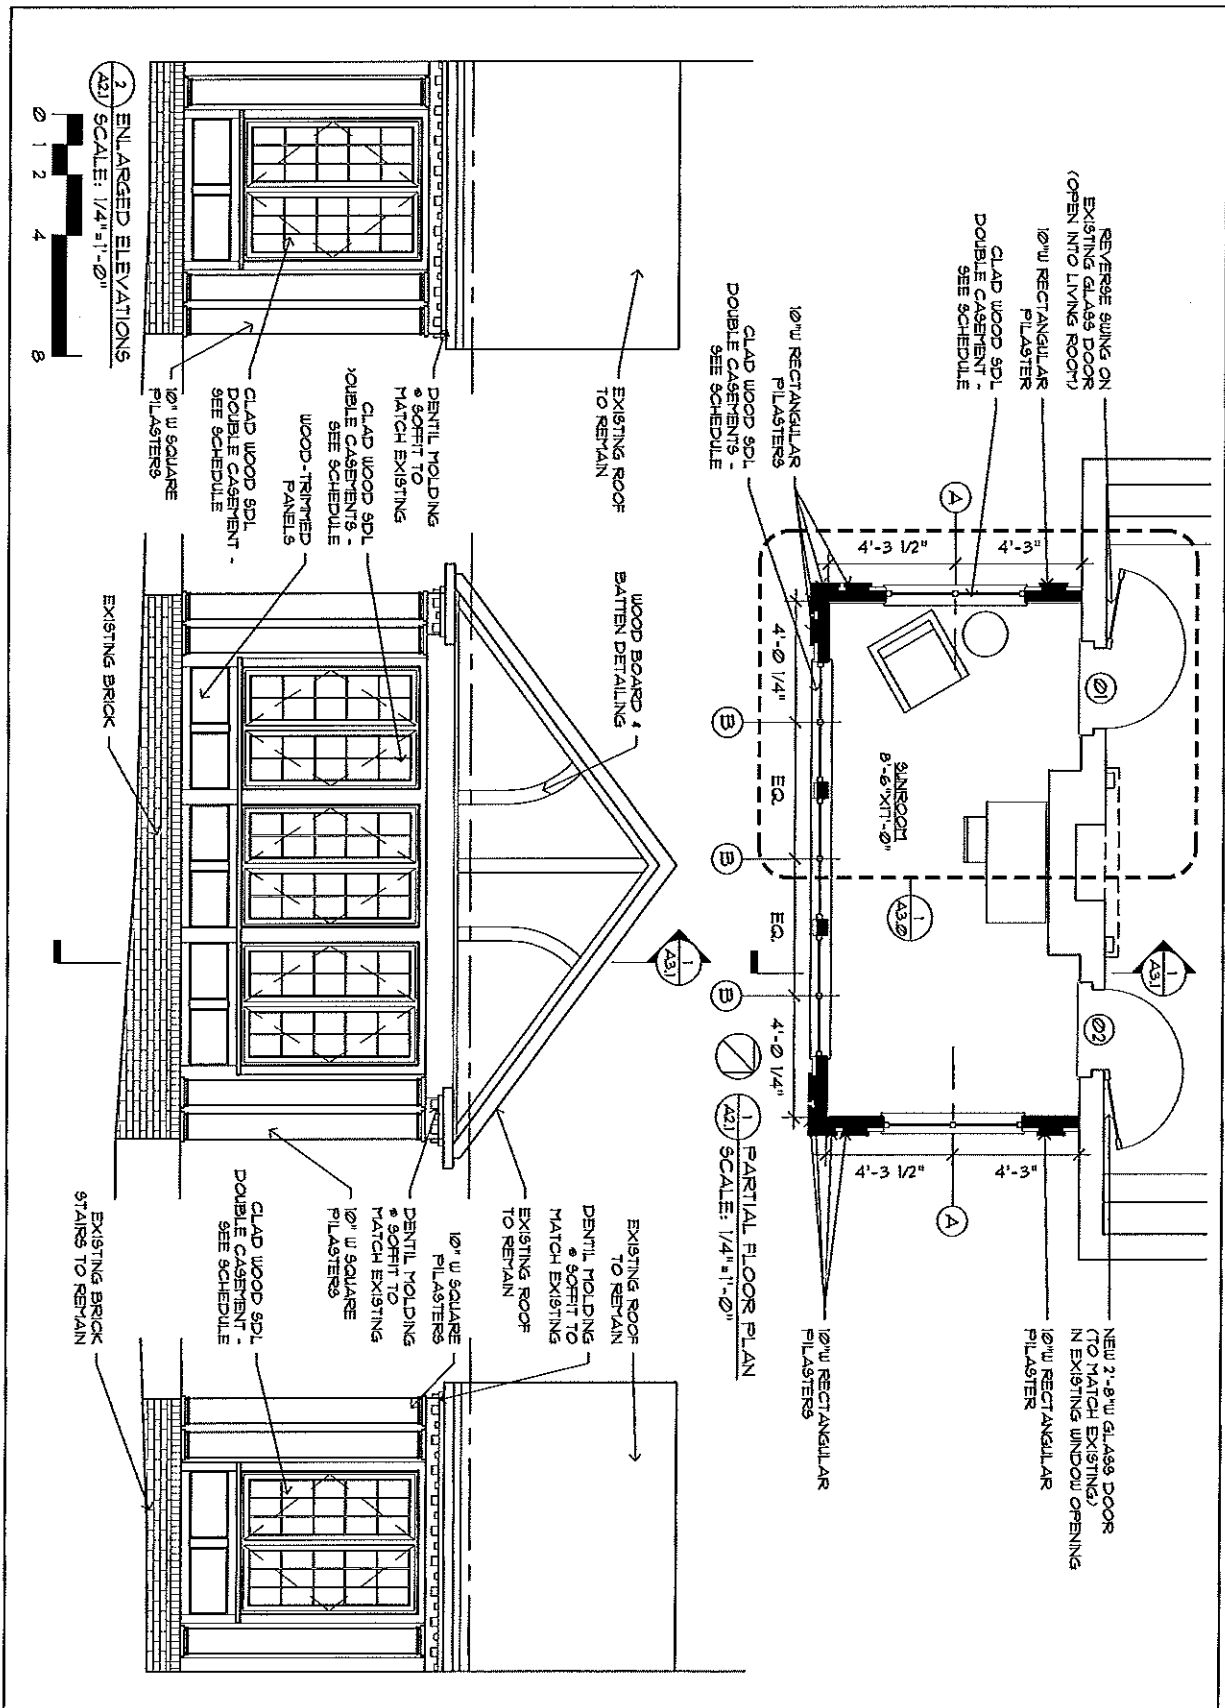 REVERSE SWING ON
EXISTING GLASS DOOR
(OPEN INTO LIVING ROOM)
10"W RECTANGULAR
PILASTER
CLAD WOOD SDL
DOUBLE CASEMENT -
SEE SCHEDULE
10"W RECTANGULAR
PILASTERS
CLAD WOOD SDL
DOUBLE CASEMENTS -
SEE SCHEDULE
A
4'-3 1/2"
4'-3"
01
02
SUNROOM
8'-6"X17'-0"
1
A3.0
1
A3.1
4'-0 1/4"
EQ.
EQ.
4'-0 1/4"
B
B
B
4'-3 1/2"
4'-3"
A
NEW 2'-8"W GLASS DOOR
(TO MATCH EXISTING)
IN EXISTING WINDOW OPENING
10"W RECTANGULAR
PILASTER
10"W RECTANGULAR
PILASTERS
1
A2.1
PARTIAL FLOOR PLAN
SCALE: 1/4"=1'-0"
EXISTING ROOF
TO REMAIN
DENTIL MOLDING
@ SOFFIT TO
MATCH EXISTING
CLAD WOOD SDL
DOUBLE CASEMENTS -
SEE SCHEDULE
WOOD-TRIMMED
PANELS
CLAD WOOD SDL
DOUBLE CASEMENT -
SEE SCHEDULE
10" W SQUARE
PILASTERS
WOOD BOARD &
BATTEN DETAILING
EXISTING BRICK
1
A3.1
EXISTING ROOF
TO REMAIN
DENTIL MOLDING
@ SOFFIT TO
MATCH EXISTING
EXISTING ROOF
TO REMAIN
10" W SQUARE
PILASTERS
DENTIL MOLDING
@ SOFFIT TO
MATCH EXISTING
10" W SQUARE
PILASTERS
CLAD WOOD SDL
DOUBLE CASEMENT -
SEE SCHEDULE
EXISTING BRICK
STAIRS TO REMAIN
2
A2.1
ENLARGED ELEVATIONS
SCALE: 1/4"=1'-0"
0 1 2 4 8